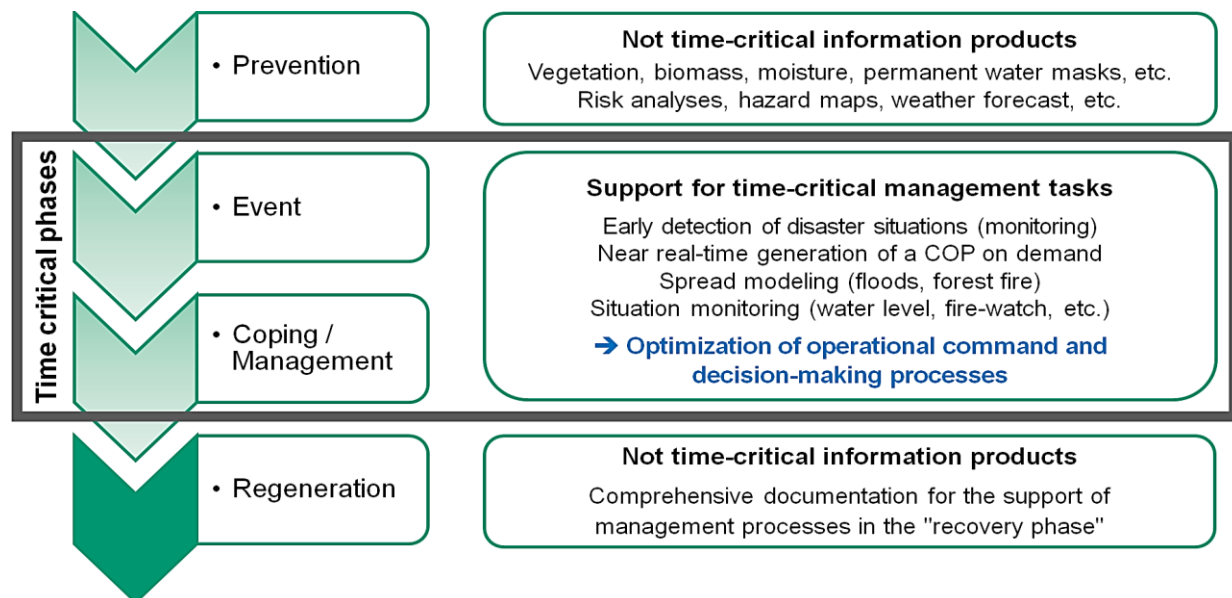 • Prevention
Not time-critical information products
Vegetation, biomass, moisture, permanent water masks, etc.
Risk analyses, hazard maps, weather forecast, etc.
Time critical phases
• Event
• Coping /
Management
Support for time-critical management tasks
Early detection of disaster situations (monitoring)
Near real-time generation of a COP on demand
Spread modeling (floods, forest fire)
Situation monitoring (water level, fire-watch, etc.)
➔ Optimization of operational command and
decision-making processes
• Regeneration
Not time-critical information products
Comprehensive documentation for the support of
management processes in the "recovery phase"